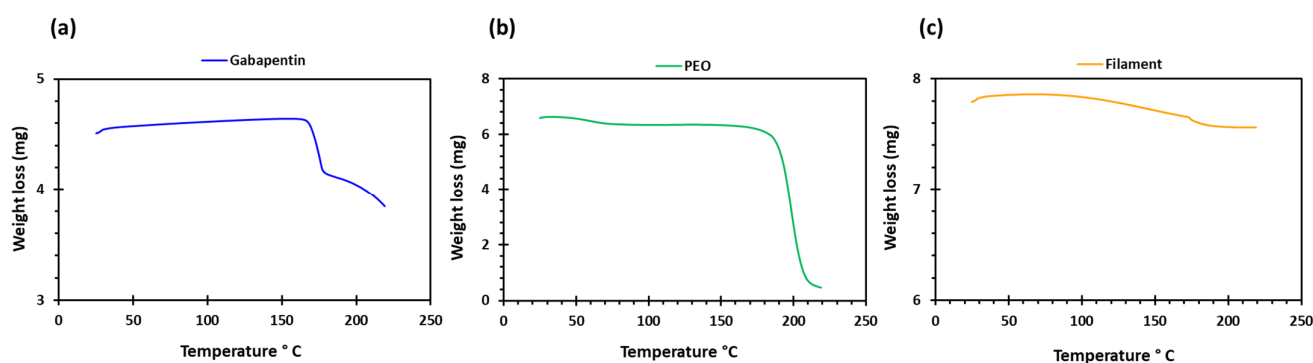 (a)
Gabapentin
5
4
3
Weight loss (mg)
0 50 100 150 200 250
Temperature ° C
(b)
PEO
8
6
4
2
0
Weight loss (mg)
0 50 100 150 200 250
Temperature ° C
(c)
Filament
8
7
6
Weight loss (mg)
0 50 100 150 200 250
Temperature ° C